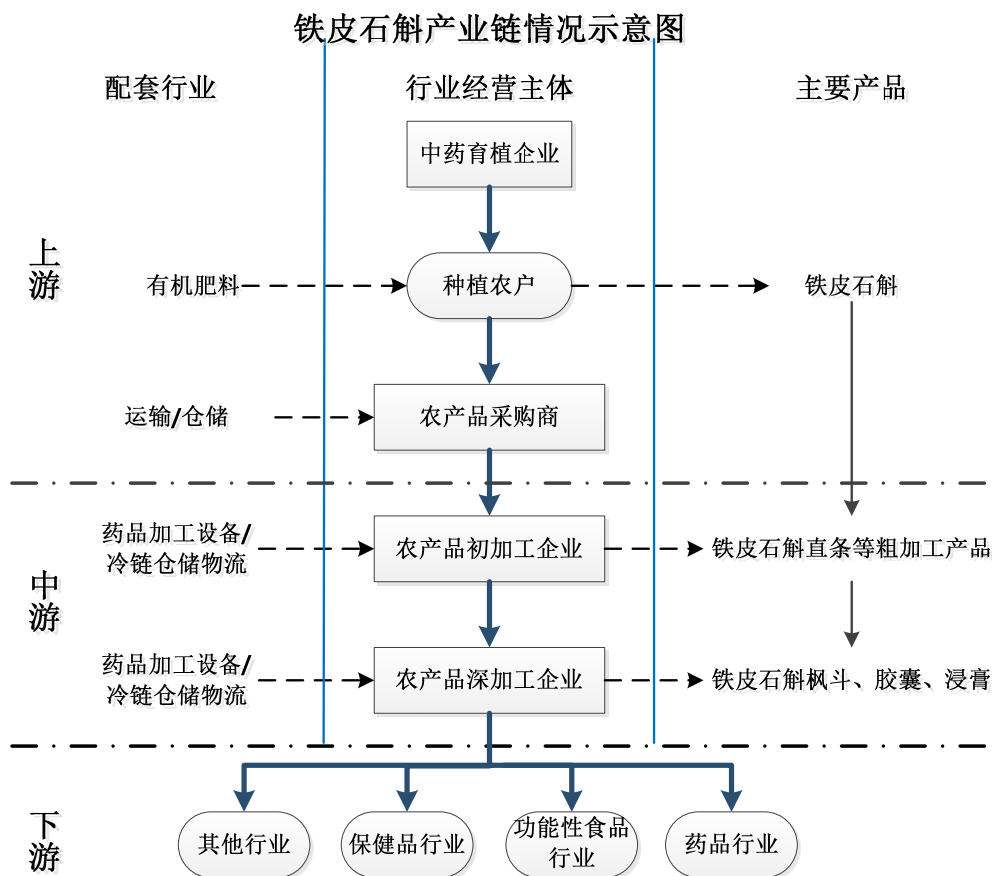 铁皮石斛产业链情况示意图
配套行业
行业经营主体
主要产品
中药育植企业
上游
有机肥料
种植农户
铁皮石斛
运输/仓储
农产品采购商
中游
药品加工设备/
冷链仓储物流
农产品初加工企业
铁皮石斛直条等粗加工产品
药品加工设备/
冷链仓储物流
农产品深加工企业
铁皮石斛枫斗、胶囊、浸膏
下游
其他行业
保健品行业
功能性食品
行业
药品行业